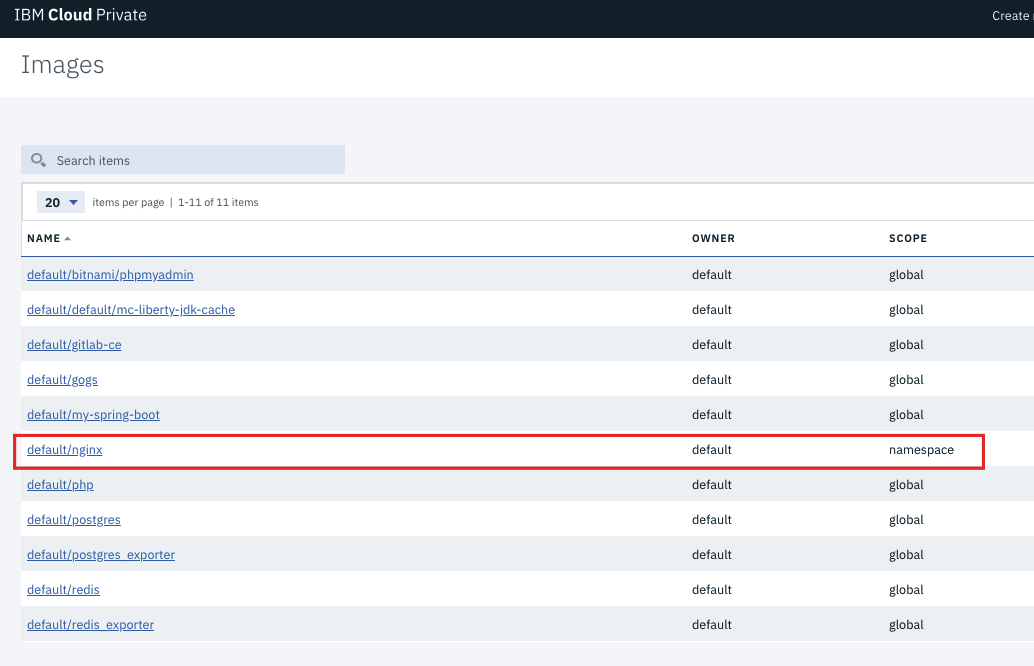 IBM Cloud Private
Create
Images
Search items
20 items per page | 1-11 of 11 items
NAME OWNER SCOPE
default/bitnami/phpmyadmin default global
default/default/mc-liberty-jdk-cache default global
default/gitlab-ce default global
default/gogs default global
default/my-spring-boot default global
default/nginx default namespace
default/php default global
default/postgres default global
default/postgres_exporter default global
default/redis default global
default/redis_exporter default global